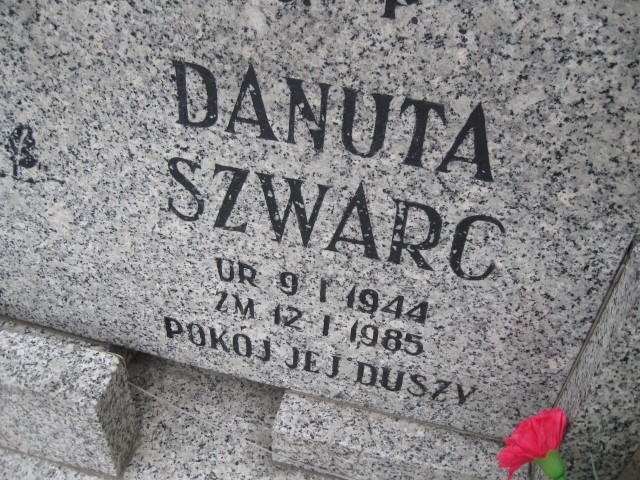 DANUTA
SZWARC
UR 9 I 1944
ZM 12 I 1985
POKÓJ JEJ DUSZY